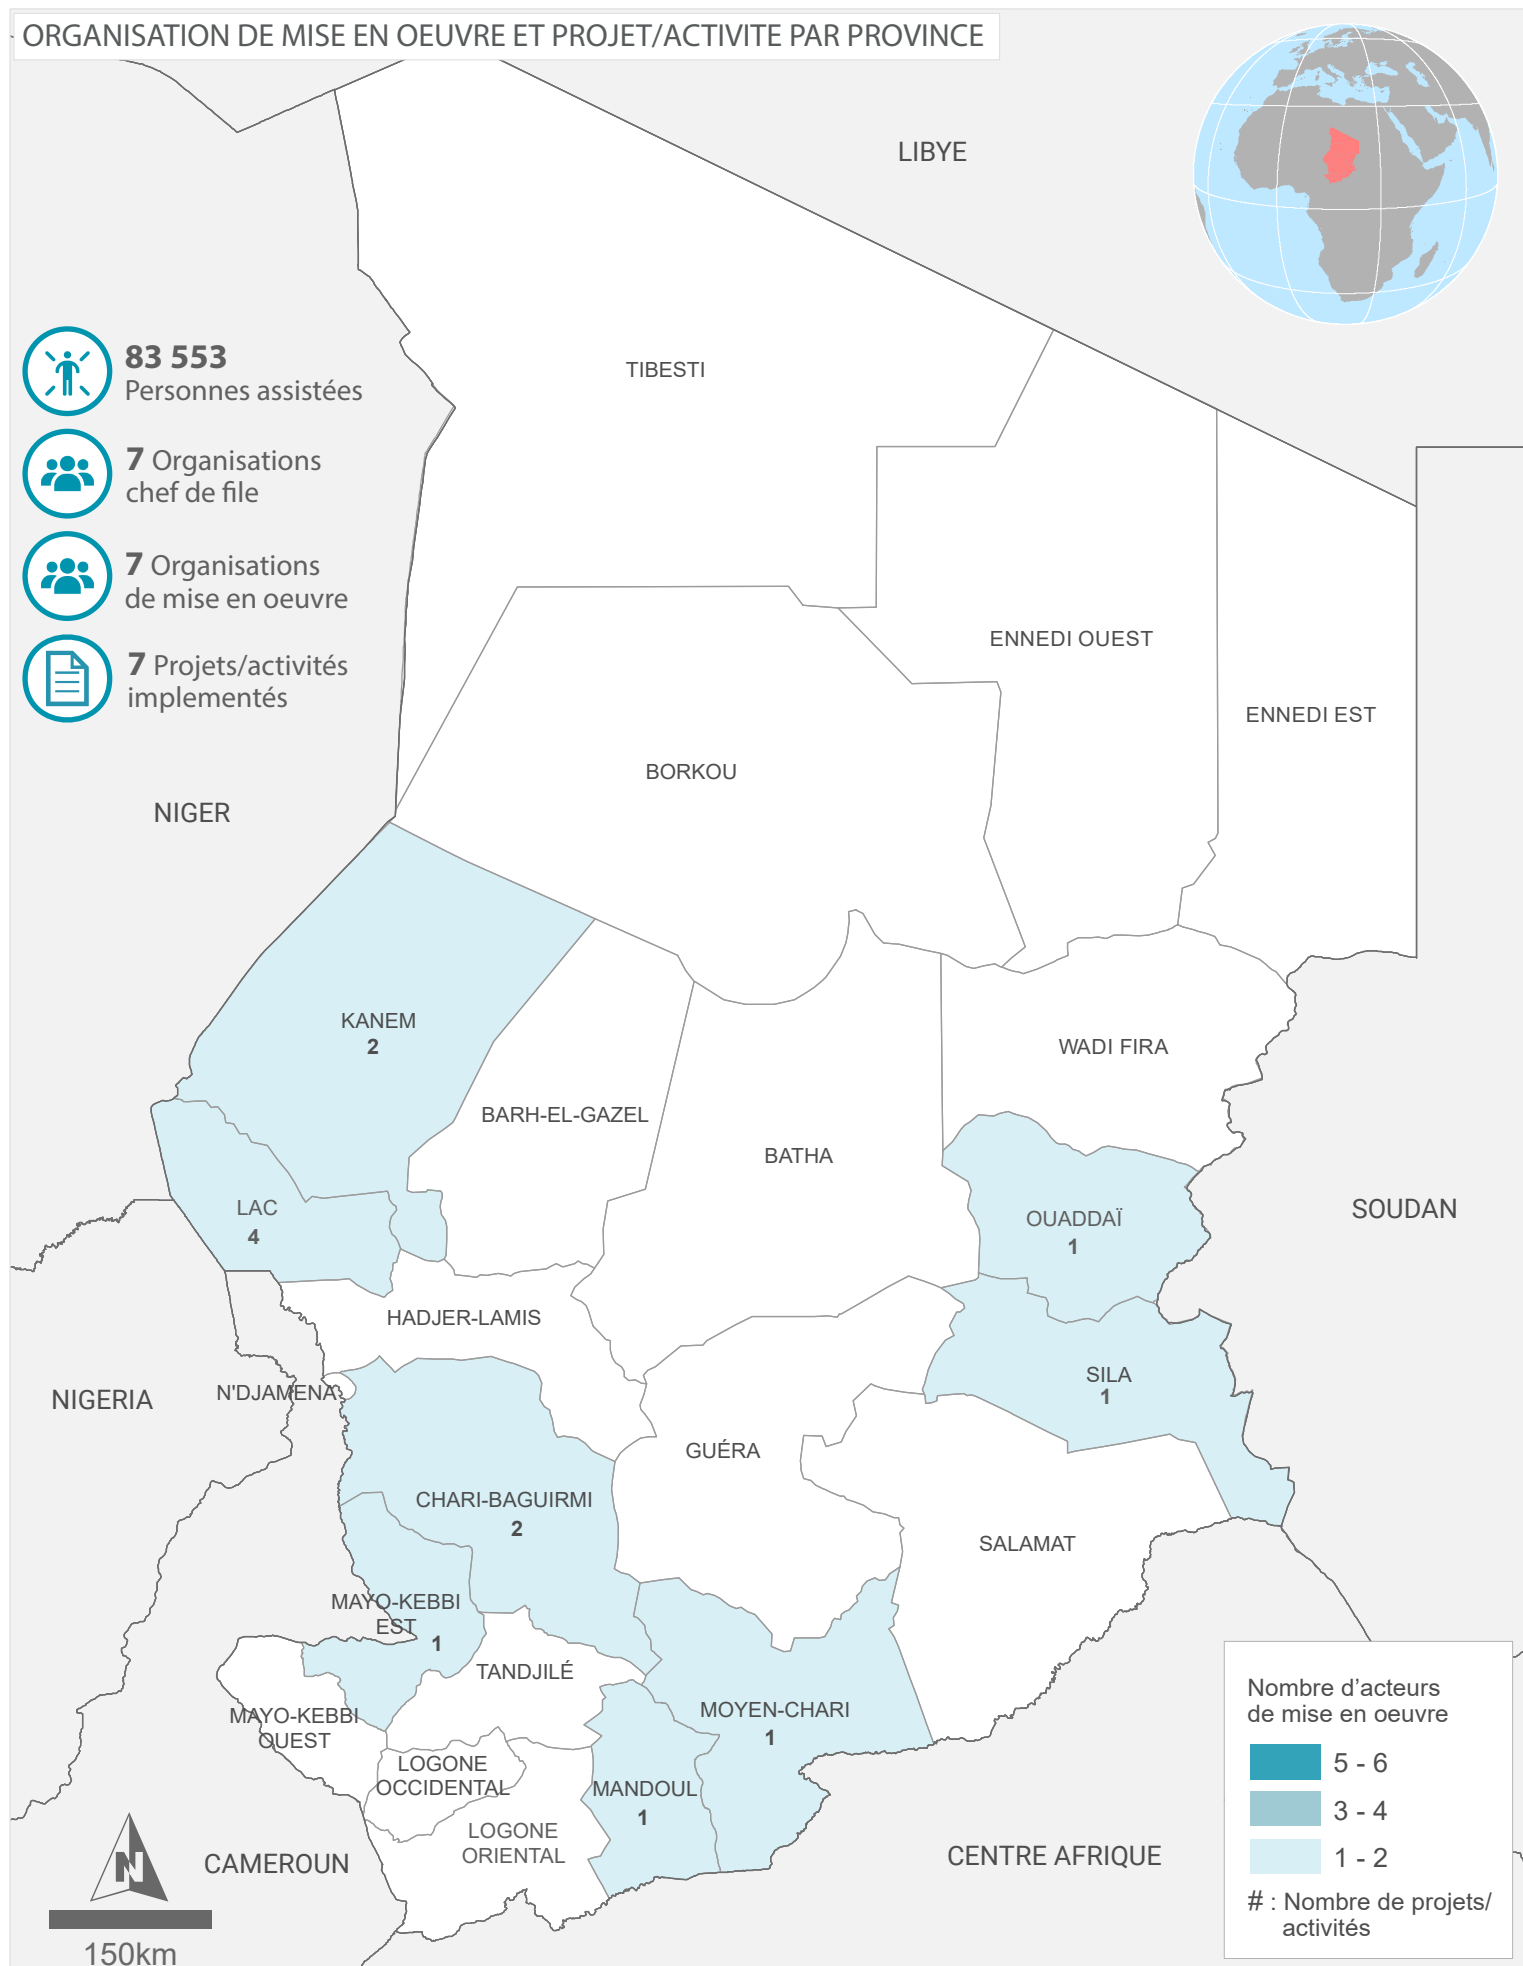 ORGANISATION DE MISE EN OEUVRE ET PROJET/ACTIVITE PAR PROVINCE
LIBYE
83 553
Personnes assistées
7 Organisations
chef de file
7 Organisations
de mise en oeuvre
7 Projets/activités
implementés
TIBESTI
ENNEDI OUEST
ENNEDI EST
BORKOU
NIGER
KANEM
2
WADI FIRA
BARH-EL-GAZEL
BATHA
LAC
4
OUADDAÏ
1
SOUDAN
HADJER-LAMIS
SILA
1
NIGERIA
N'DJAMENA
GUÉRA
CHARI-BAGUIRMI
2
SALAMAT
MAYO-KEBBI
EST
1
TANDJILÉ
MOYEN-CHARI
1
MAYO-KEBBI
OUEST
LOGONE
OCCIDENTAL
MANDOUL
1
LOGONE
ORIENTAL
CAMEROUN
CENTRE AFRIQUE
N
150km
Nombre d’acteurs
de mise en oeuvre
5 - 6
3 - 4
1 - 2
# : Nombre de projets/
activités